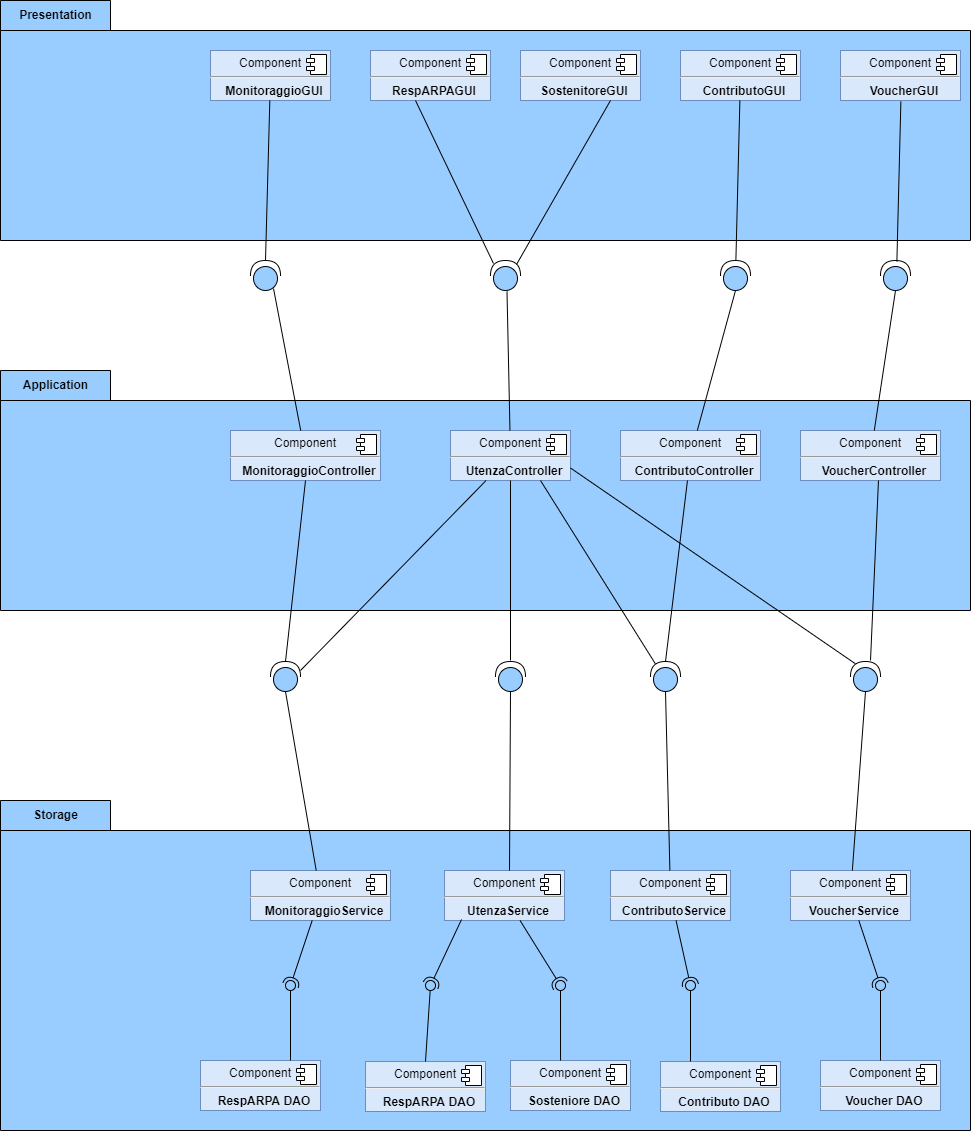 Presentation
Component
MonitoraggioGUI
Component
RespARPAGUI
Component
SostenitoreGUI
Component
ContributoGUI
Component
VoucherGUI
Application
Component
MonitoraggioController
Component
UtenzaController
Component
ContributoController
Component
VoucherController
Storage
Component
MonitoraggioService
Component
UtenzaService
Component
ContributoService
Component
VoucherService
Component
RespARPA DAO
Component
RespARPA DAO
Component
Susteniore DAO
Component
Contributo DAO
Component
Voucher DAO